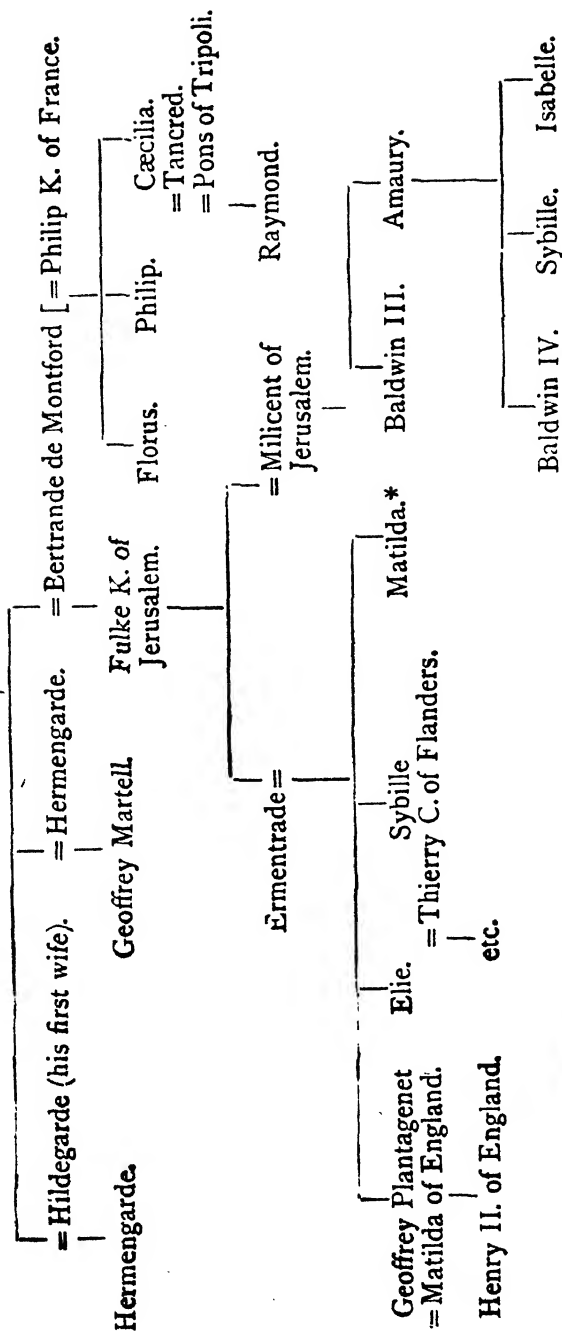 = Hildegarde (his first wife).
= Hermengarde.
= Bertrande de Montford [= Philip K. of France.
Hermengarde.
Geoffrey Martell.
Fulke K. of
Jerusalem.
Florus.
Philip.
Cæcilia.
= Tancred.
= Pons of Tripoli.
Raymond.
Ermentrade =
= Milicent of
Jerusalem.
Geoffrey Plantagenet
= Matilda of England.
Elie.
Sybille
= Thierry C. of Flanders.
Matilda.*
Baldwin III.
Amaury.
Henry II. of England.
etc.
Baldwin IV.
Sybille.
Isabelle.